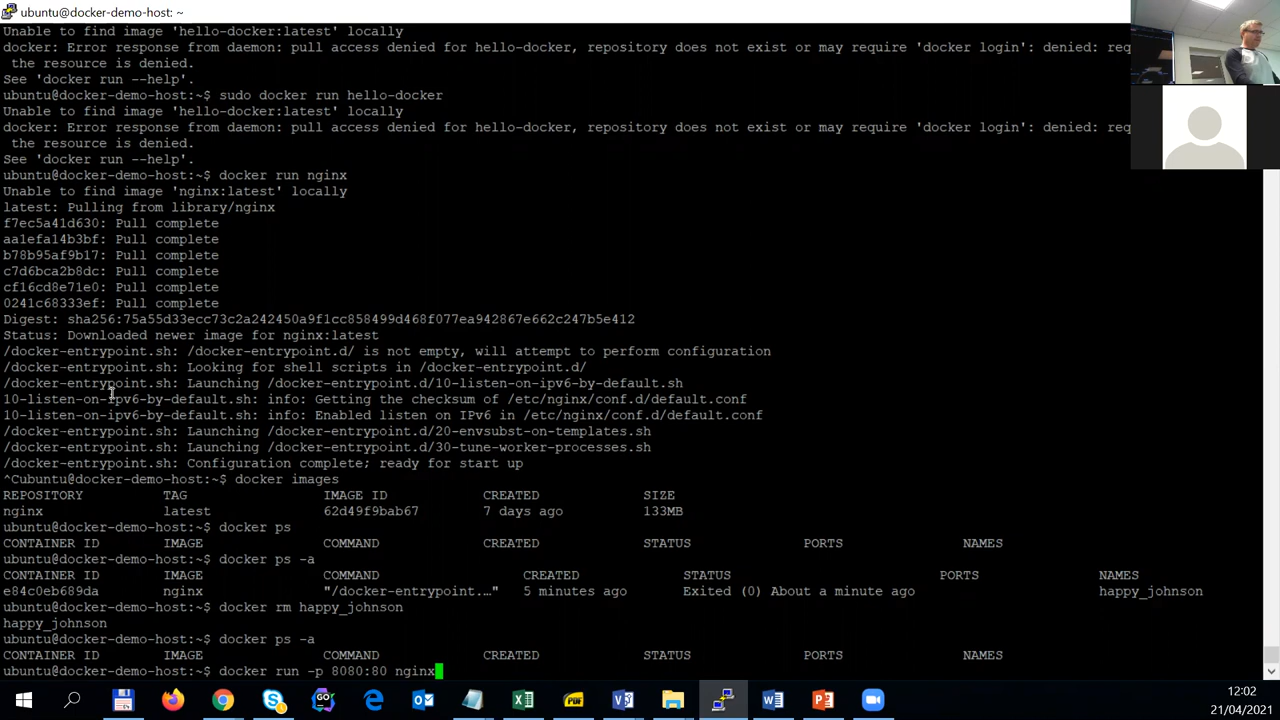 ubuntu@docker-demo-host: ~
Unable to find image 'hello-docker:latest' locally
docker: Error response from daemon: pull access denied for hello-docker, repository does not exist or may require 'docker login': denied: req
the resource is denied.
See 'docker run --help'.
ubuntu@docker-demo-host:~$ sudo docker run hello-docker
Unable to find image 'hello-docker:latest' locally
docker: Error response from daemon: pull access denied for hello-docker, repository does not exist or may require 'docker login': denied: req
the resource is denied.
See 'docker run --help'.
ubuntu@docker-demo-host:~$ docker run nginx
Unable to find image 'nginx:latest' locally
latest: Pulling from library/nginx
f7ec5a41d630: Pull complete
aa1efa14b3bf: Pull complete
b78b95af9b17: Pull complete
c7d6bca2b8dc: Pull complete
cf16cd8e71e0: Pull complete
0241c68333ef: Pull complete
Digest: sha256:75a55d33ecc73c2a242450a9f1cc858499d468f077ea942867e662c247b5e412
Status: Downloaded newer image for nginx:latest
/docker-entrypoint.sh: /docker-entrypoint.d/ is not empty, will attempt to perform configuration
/docker-entrypoint.sh: Looking for shell scripts in /docker-entrypoint.d/
/docker-entrypoint.sh: Launching /docker-entrypoint.d/10-listen-on-ipv6-by-default.sh
10-listen-on-ipv6-by-default.sh: info: Getting the checksum of /etc/nginx/conf.d/default.conf
10-listen-on-ipv6-by-default.sh: info: Enabled listen on IPv6 in /etc/nginx/conf.d/default.conf
/docker-entrypoint.sh: Launching /docker-entrypoint.d/20-envsubst-on-templates.sh
/docker-entrypoint.sh: Launching /docker-entrypoint.d/30-tune-worker-processes.sh
/docker-entrypoint.sh: Configuration complete; ready for start up
^Cubuntu@docker-demo-host:~$ docker images
REPOSITORY TAG IMAGE ID CREATED SIZE
nginx latest 62d49f9bab67 7 days ago 133MB
ubuntu@docker-demo-host:~$ docker ps
CONTAINER ID IMAGE COMMAND CREATED STATUS PORTS NAMES
ubuntu@docker-demo-host:~$ docker ps -a
CONTAINER ID IMAGE COMMAND CREATED STATUS PORTS NAMES
e84c0eb689da nginx "/docker-entrypoint.…" 5 minutes ago Exited (0) About a minute ago happy_johnson
ubuntu@docker-demo-host:~$ docker rm happy_johnson
happy_johnson
ubuntu@docker-demo-host:~$ docker ps -a
CONTAINER ID IMAGE COMMAND CREATED STATUS PORTS NAMES
ubuntu@docker-demo-host:~$ docker run -p 8080:80 nginx
12:02
21/04/2021